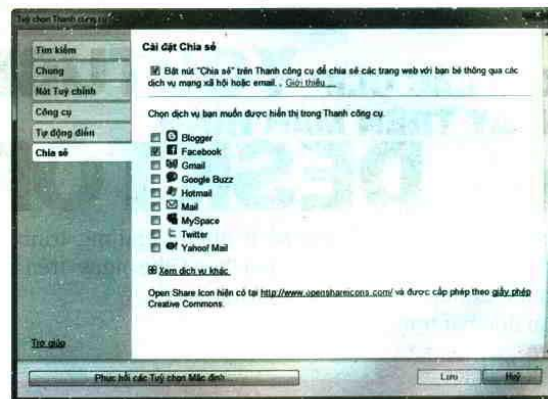 Tuỳ chọn Thanh công cụ
Tìm kiếm
Chung
Nút Tuỳ chỉnh
Công cụ
Tự động điền
Chia sẻ
Cài đặt Chia sẻ
Bật nút "Chia sẻ" trên Thanh công cụ để chia sẻ các trang web với bạn bè thông qua các
dịch vụ mạng xã hội hoặc email. Giới thiệu ...
Chọn dịch vụ bạn muốn được hiển thị trong Thanh công cụ.
Blogger
Facebook
Gmail
Google Buzz
Hotmail
Mail
MySpace
Twitter
Yahoo! Mail
Xem dịch vụ khác
Open Share Icon hiện có tại http://www.openshareicons.com/ và được cấp phép theo giấy phép
Creative Commons.
Trợ giúp
Phục hồi các Tuỳ chọn Mặc định...
Lưu
Huỷ